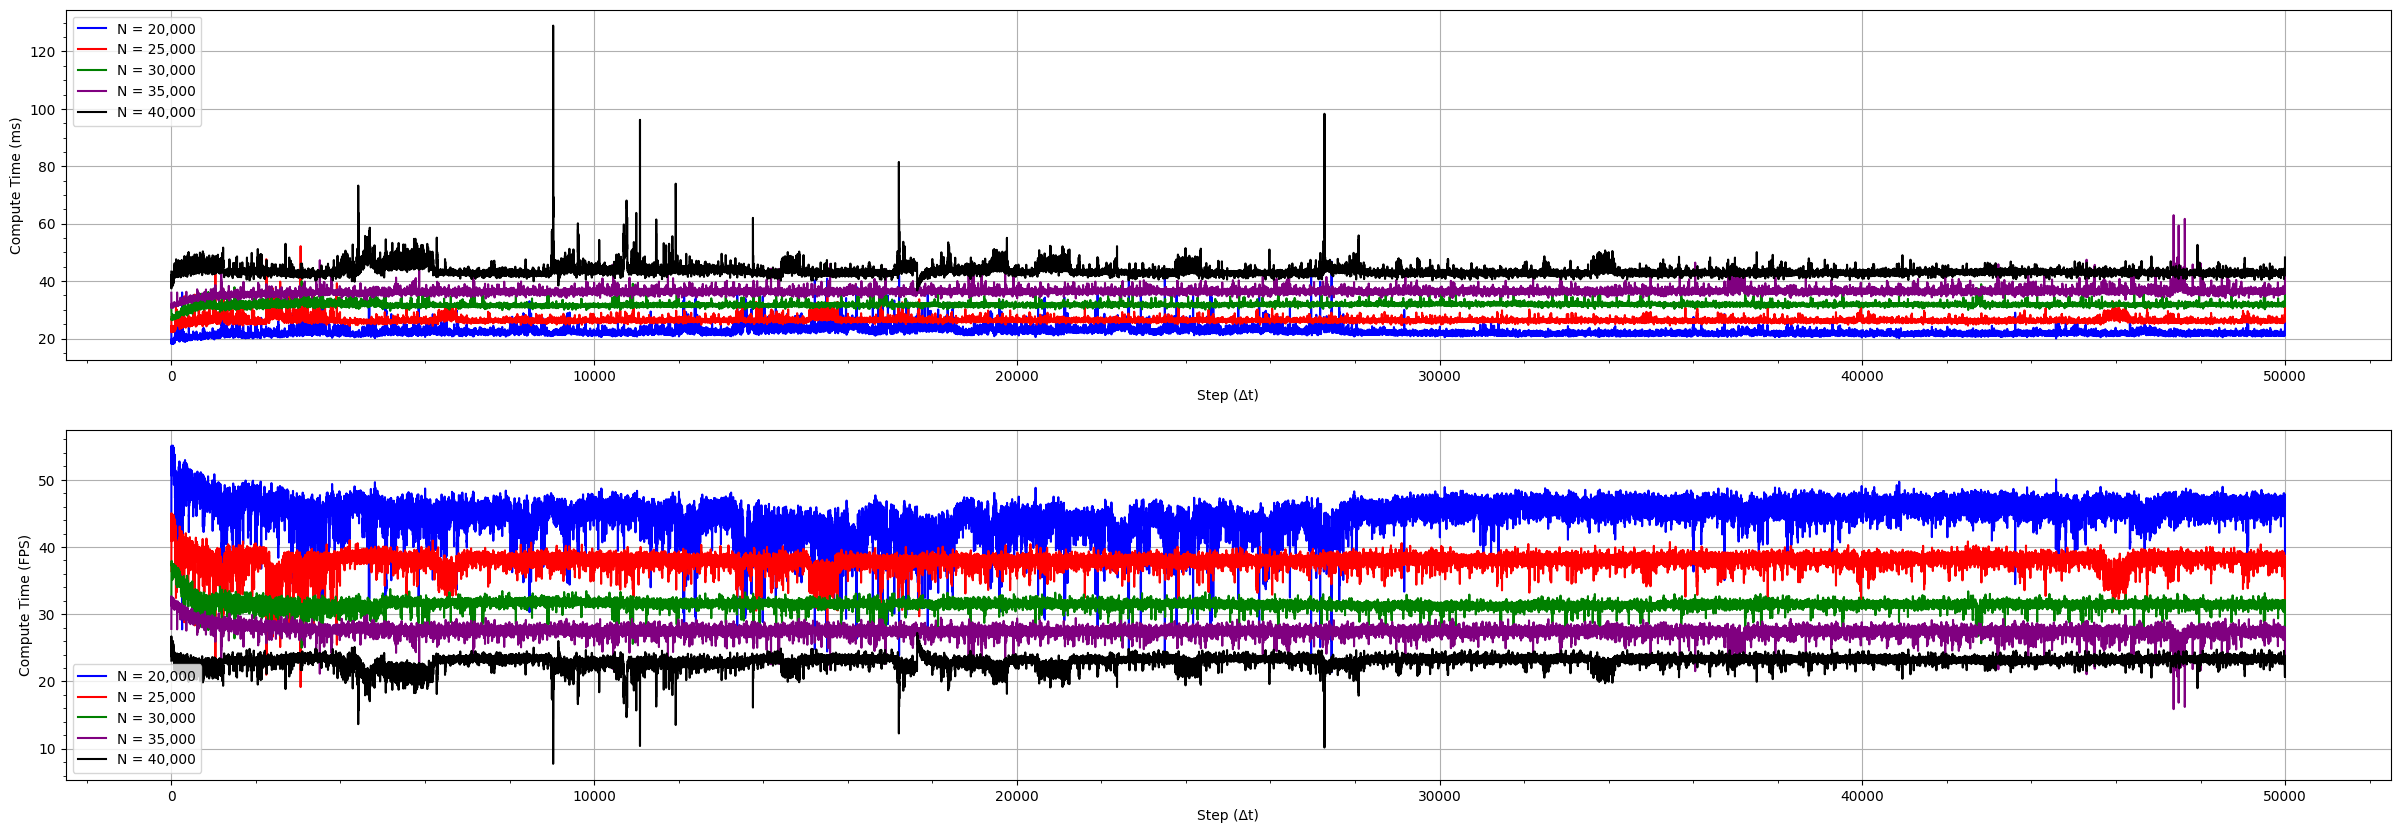 N = 20,000
N = 25,000
N = 30,000
N = 35,000
N = 40,000
Compute Time (ms)
120
100
80
60
40
20
0
10000
20000
30000
40000
50000
Step (Δt)
Compute Time (FPS)
50
40
30
20
10
N = 20,000
N = 25,000
N = 30,000
N = 35,000
N = 40,000
0
10000
20000
30000
40000
50000
Step (Δt)